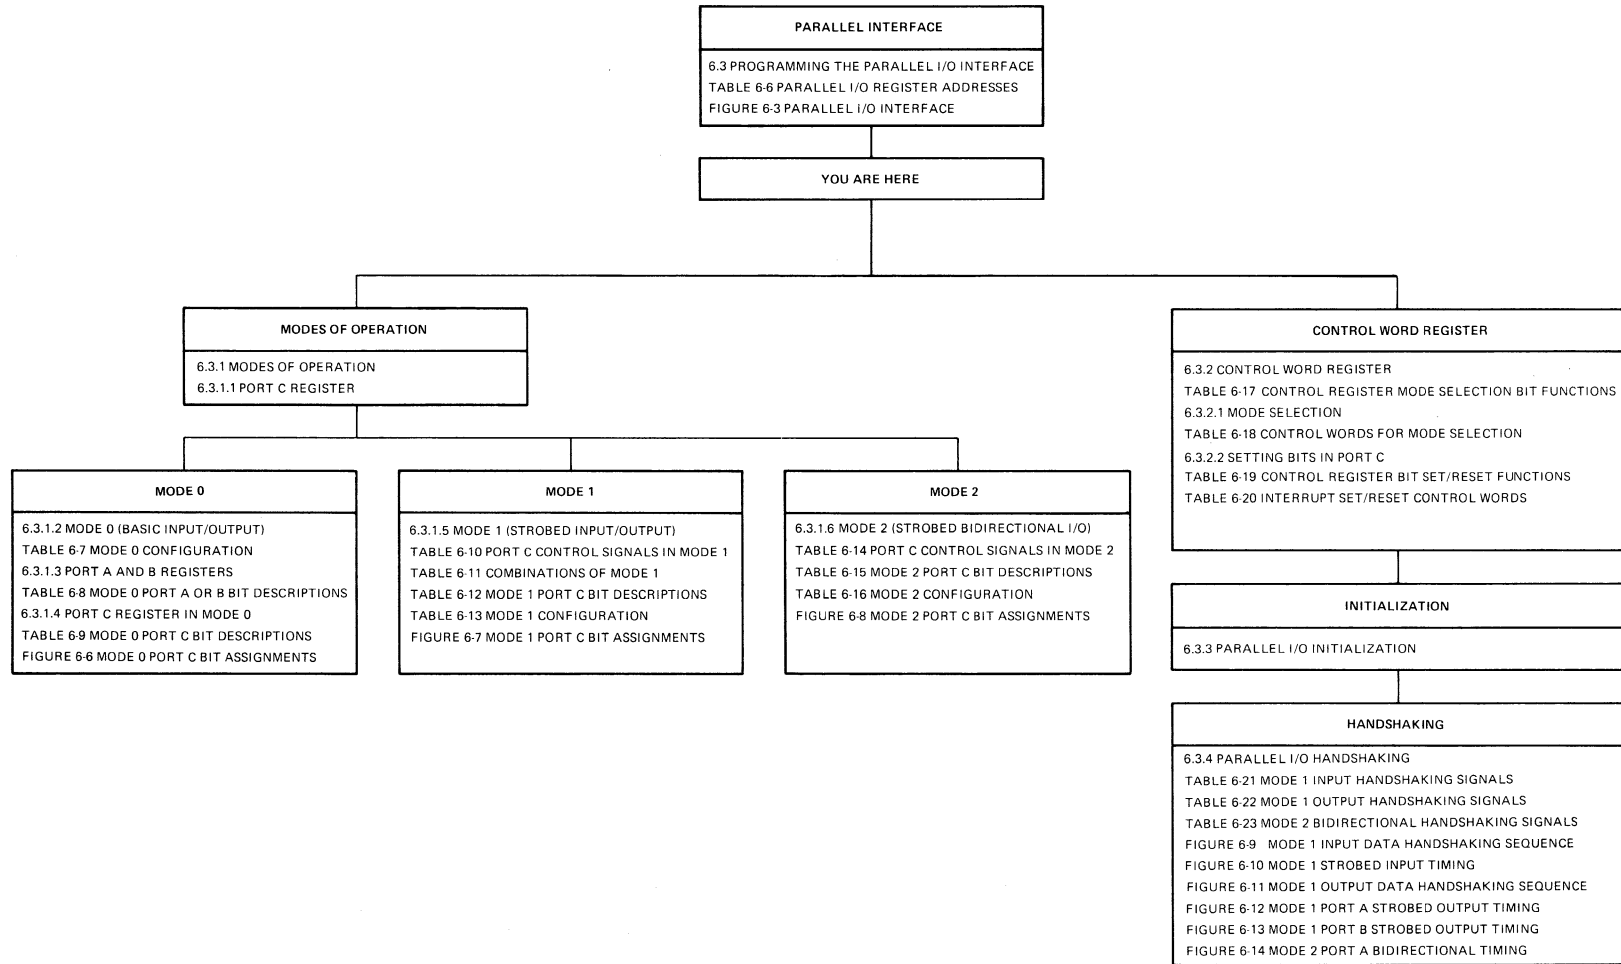 PARALLEL INTERFACE
6.3 PROGRAMMING THE PARALLEL I/O INTERFACE
TABLE 6-6 PARALLEL I/O REGISTER ADDRESSES
FIGURE 6-3 PARALLEL I/O INTERFACE
YOU ARE HERE
MODES OF OPERATION
6.3.1 MODES OF OPERATION
6.3.1.1 PORT C REGISTER
MODE 0
6.3.1.2 MODE 0 (BASIC INPUT/OUTPUT)
TABLE 6-7 MODE 0 CONFIGURATION
6.3.1.3 PORT A AND B REGISTERS
TABLE 6-8 MODE 0 PORT A OR B BIT DESCRIPTIONS
6.3.1.4 PORT C REGISTER IN MODE 0
TABLE 6-9 MODE 0 PORT C BIT DESCRIPTIONS
FIGURE 6-6 MODE 0 PORT C BIT ASSIGNMENTS
MODE 1
6.3.1.5 MODE 1 (STROBED INPUT/OUTPUT)
TABLE 6-10 PORT C CONTROL SIGNALS IN MODE 1
TABLE 6-11 COMBINATIONS OF MODE 1
TABLE 6-12 MODE 1 PORT C BIT DESCRIPTIONS
TABLE 6-13 MODE 1 CONFIGURATION
FIGURE 6-7 MODE 1 PORT C BIT ASSIGNMENTS
MODE 2
6.3.1.6 MODE 2 (STROBED BIDIRECTIONAL I/O)
TABLE 6-14 PORT C CONTROL SIGNALS IN MODE 2
TABLE 6-15 MODE 2 PORT C BIT DESCRIPTIONS
TABLE 6-16 MODE 2 CONFIGURATION
FIGURE 6-8 MODE 2 PORT C BIT ASSIGNMENTS
CONTROL WORD REGISTER
6.3.2 CONTROL WORD REGISTER
TABLE 6-17 CONTROL REGISTER MODE SELECTION BIT FUNCTIONS
6.3.2.1 MODE SELECTION
TABLE 6-18 CONTROL WORDS FOR MODE SELECTION
6.3.2.2 SETTING BITS IN PORT C
TABLE 6-19 CONTROL REGISTER BIT SET/RESET FUNCTIONS
TABLE 6-20 INTERRUPT SET/RESET CONTROL WORDS
INITIALIZATION
6.3.3 PARALLEL I/O INITIALIZATION
HANDSHAKING
6.3.4 PARALLEL I/O HANDSHAKING
TABLE 6-21 MODE 1 INPUT HANDSHAKING SIGNALS
TABLE 6-22 MODE 1 OUTPUT HANDSHAKING SIGNALS
TABLE 6-23 MODE 2 BIDIRECTIONAL HANDSHAKING SIGNALS
FIGURE 6-9 MODE 1 INPUT DATA HANDSHAKING SEQUENCE
FIGURE 6-10 MODE 1 STROBED INPUT TIMING
FIGURE 6-11 MODE 1 OUTPUT DATA HANDSHAKING SEQUENCE
FIGURE 6-12 MODE 1 PORT A STROBED OUTPUT TIMING
FIGURE 6-13 MODE 1 PORT B STROBED OUTPUT TIMING
FIGURE 6-14 MODE 2 PORT A BIDIRECTIONAL TIMING